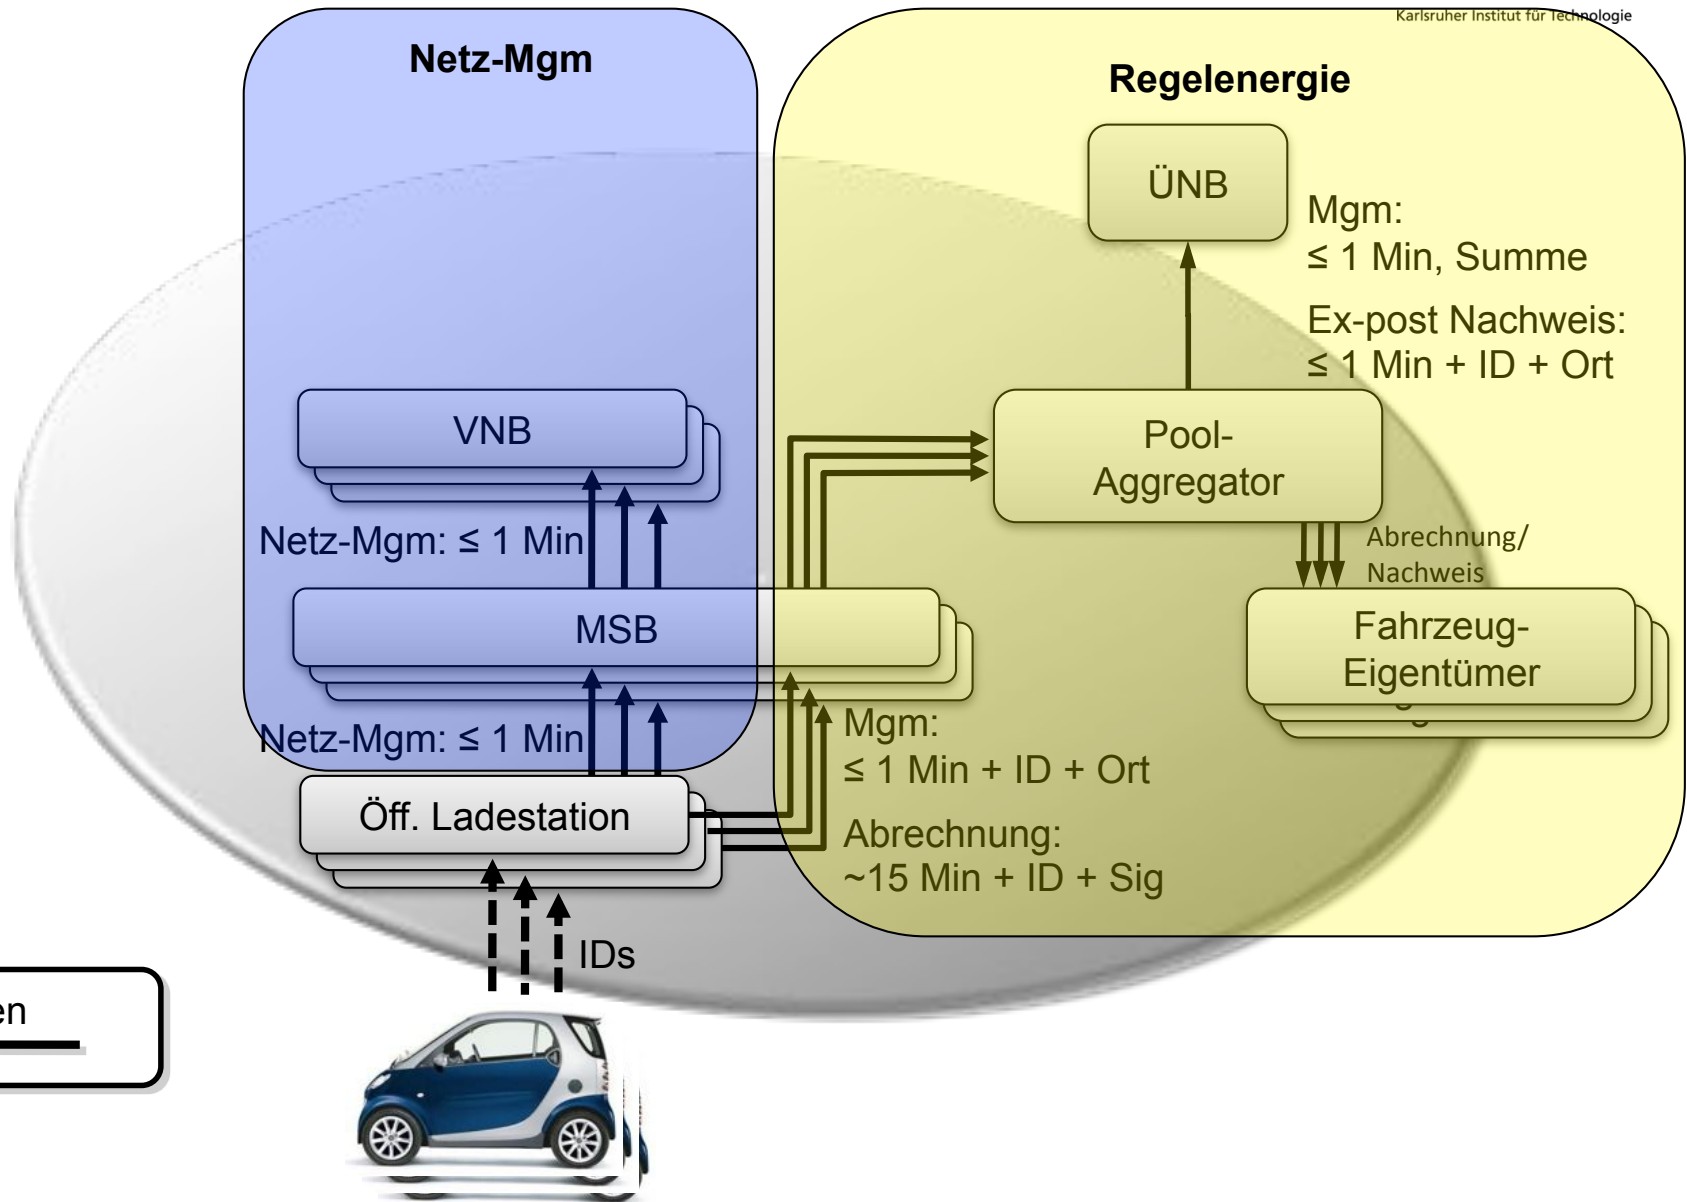 Karlsruher Institut für Technologie
Netz-Mgm
Regelenergie
ÜNB
Mgm:
≤ 1 Min, Summe
Ex-post Nachweis:
≤ 1 Min + ID + Ort
VNB
Pool-
Aggregator
Netz-Mgm: ≤ 1 Min
Abrechnung/
Nachweis
MSB
Fahrzeug-
Eigentümer
Netz-Mgm: ≤ 1 Min
Mgm:
≤ 1 Min + ID + Ort
Öff. Ladestation
Abrechnung:
~15 Min + ID + Sig
IDs
en